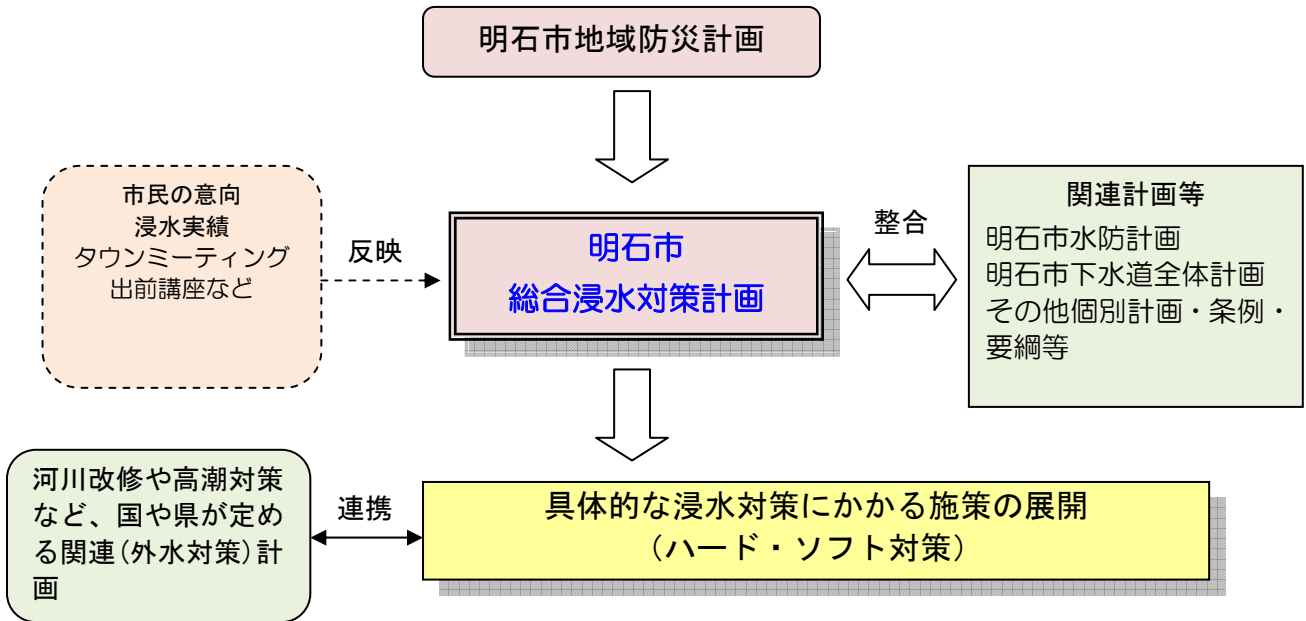 明石市地域防災計画
市民の意向
浸水実績
タウンミーティング
出前講座など
反映
明石市
総合浸水対策計画
整合
関連計画等
明石市水防計画
明石市下水道全体計画
その他個別計画・条例・
要綱等
河川改修や高潮対策
など、国や県が定め
る関連(外水対策)計
画
連携
具体的な浸水対策にかかる施策の展開
（ハード・ソフト対策）